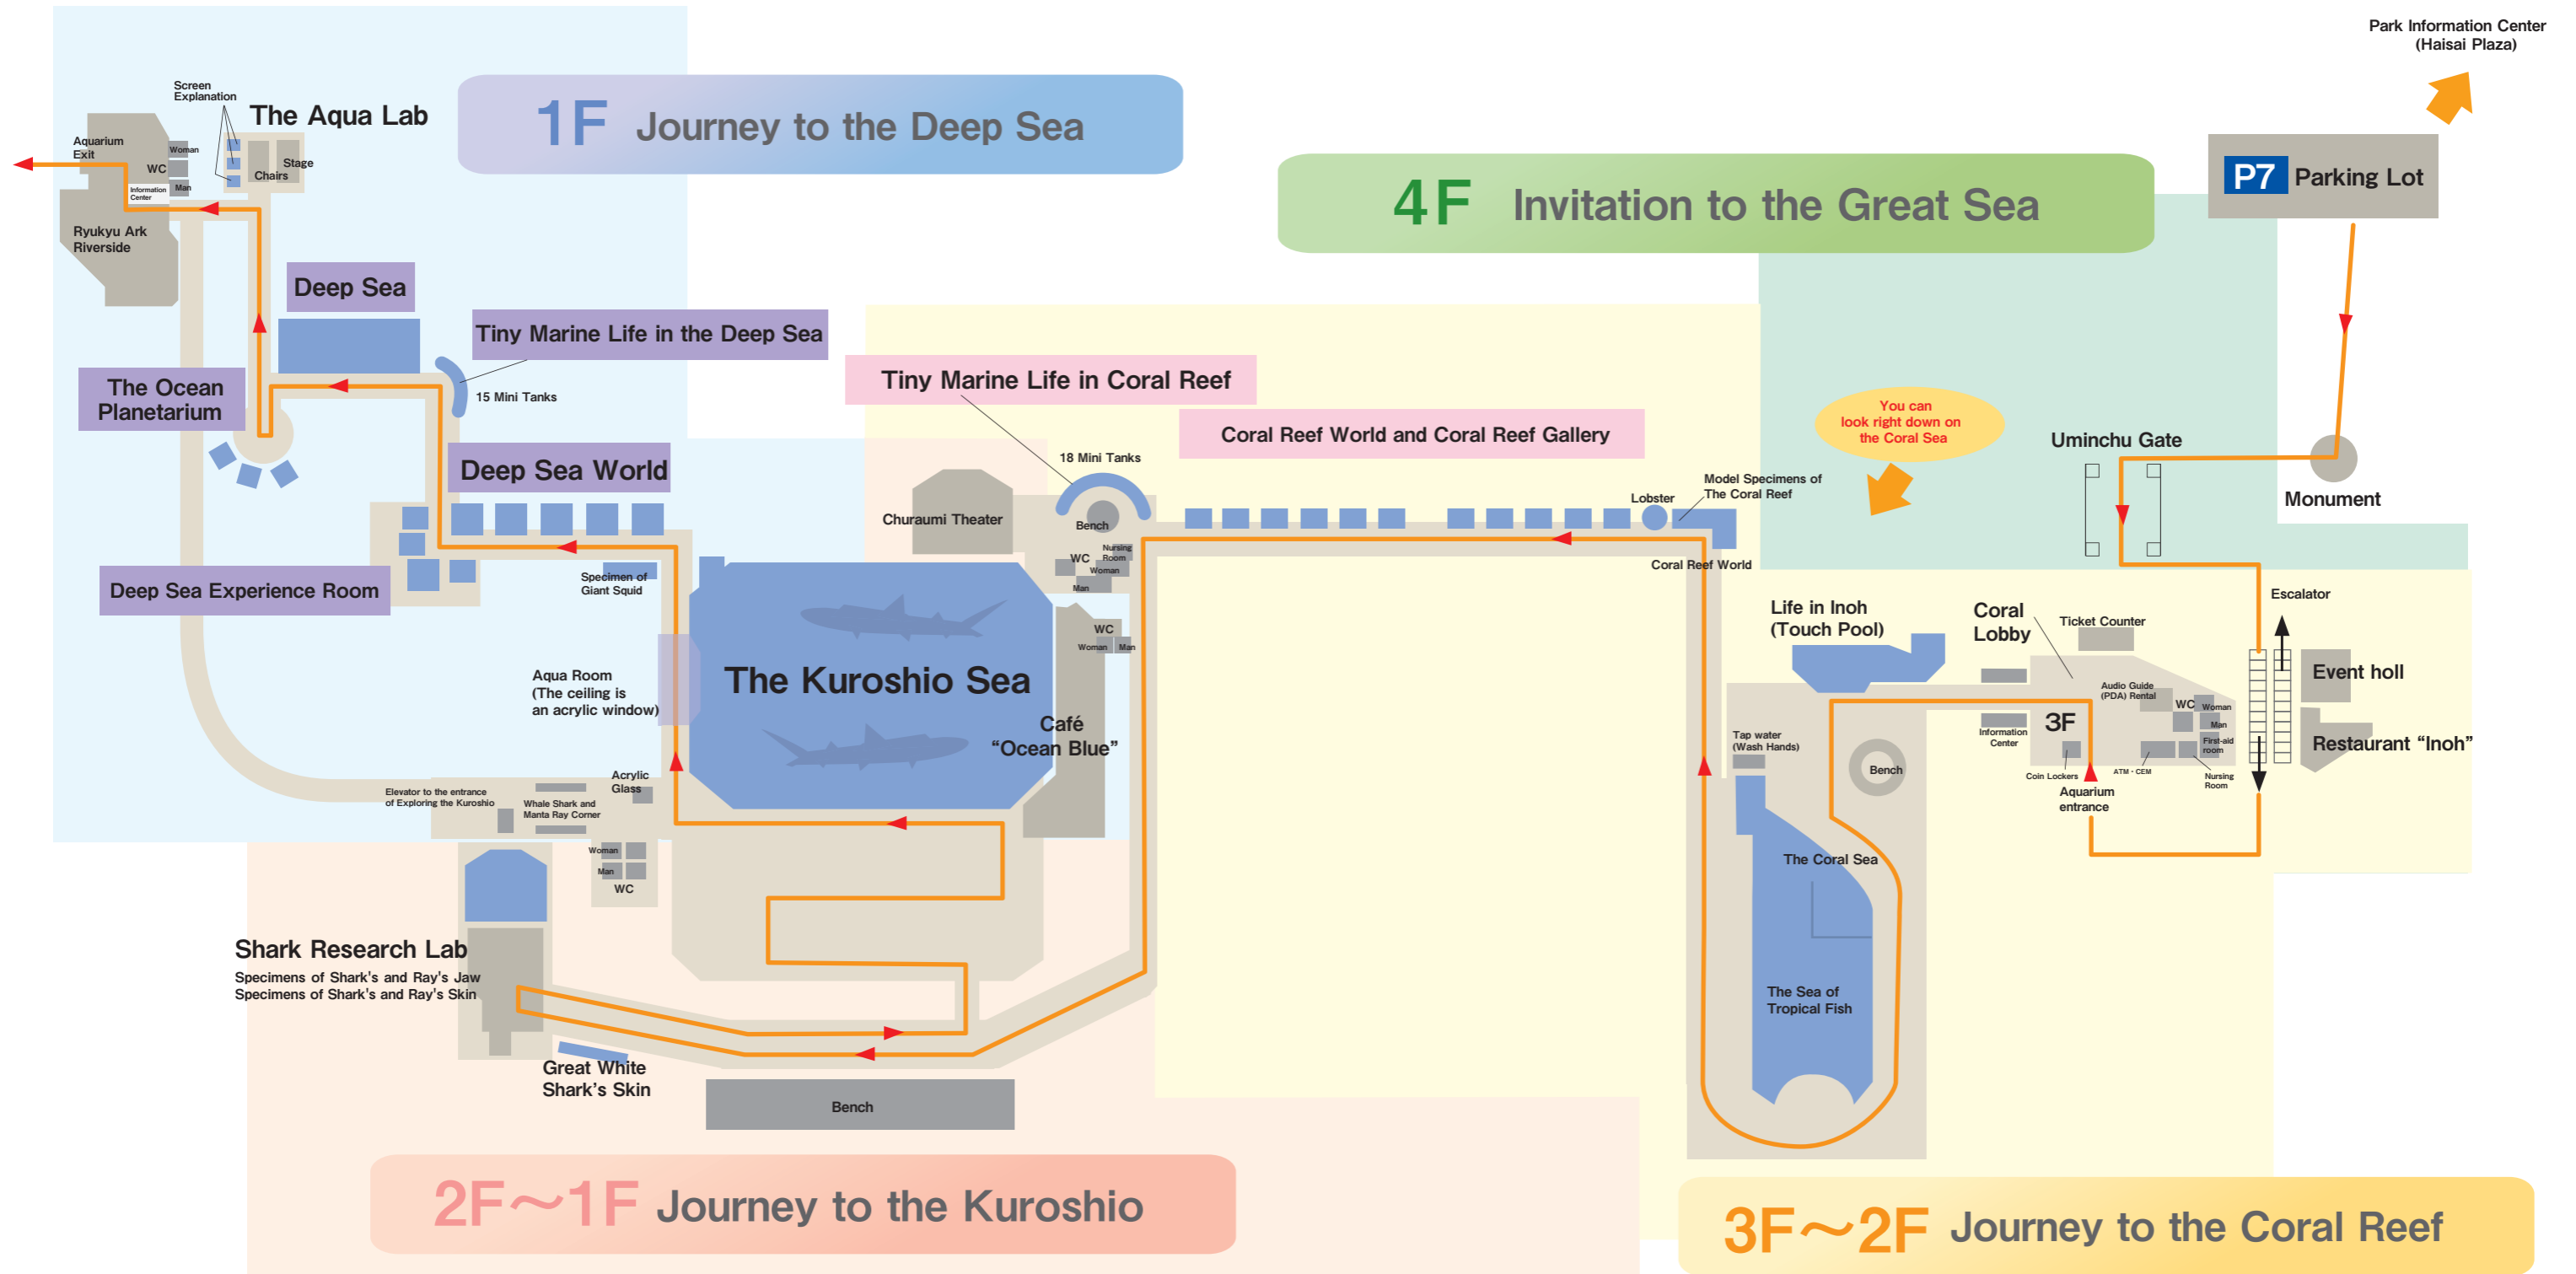 Park Information Center
(Haisai Plaza)
P7 Parking Lot
1F Journey to the Deep Sea
4F Invitation to the Great Sea
Screen
Explanation
The Aqua Lab
Aquarium
Exit
Woman
WC
Man
Information
Center
Stage
Chairs
Ryukyu Ark
Riverside
Deep Sea
Tiny Marine Life in the Deep Sea
15 Mini Tanks
The Ocean
Planetarium
Deep Sea World
Deep Sea Experience Room
Specimen of
Giant Squid
Tiny Marine Life in Coral Reef
Coral Reef World and Coral Reef Gallery
18 Mini Tanks
Churaumi Theater
Bench
Nursing
Room
WC
Woman
Man
Lobster
Model Specimens of
The Coral Reef
Coral Reef World
You can
look right down on
the Coral Sea
Uminchu Gate
Monument
Escalator
Life in Inoh
(Touch Pool)
Coral
Lobby
Ticket Counter
Event holl
Restaurant “Inoh”
Audio Guide
(PDA) Rental
WC
Woman
Man
First-aid
room
3F
Information
Center
Coin Lockers
ATM・CEM
Nursing
Room
Aquarium
entrance
Tap water
(Wash Hands)
Bench
The Coral Sea
The Sea of
Tropical Fish
The Kuroshio Sea
Aqua Room
(The ceiling is
an acrylic window)
WC
Woman
Man
Café
“Ocean Blue”
Acrylic
Glass
Elevator to the entrance
of Exploring the Kuroshio
Whale Shark and
Manta Ray Corner
Woman
Man
WC
Shark Research Lab
Specimens of Shark's and Ray's Jaw
Specimens of Shark's and Ray's Skin
Great White
Shark’s Skin
Bench
2F～1F Journey to the Kuroshio
3F～2F Journey to the Coral Reef